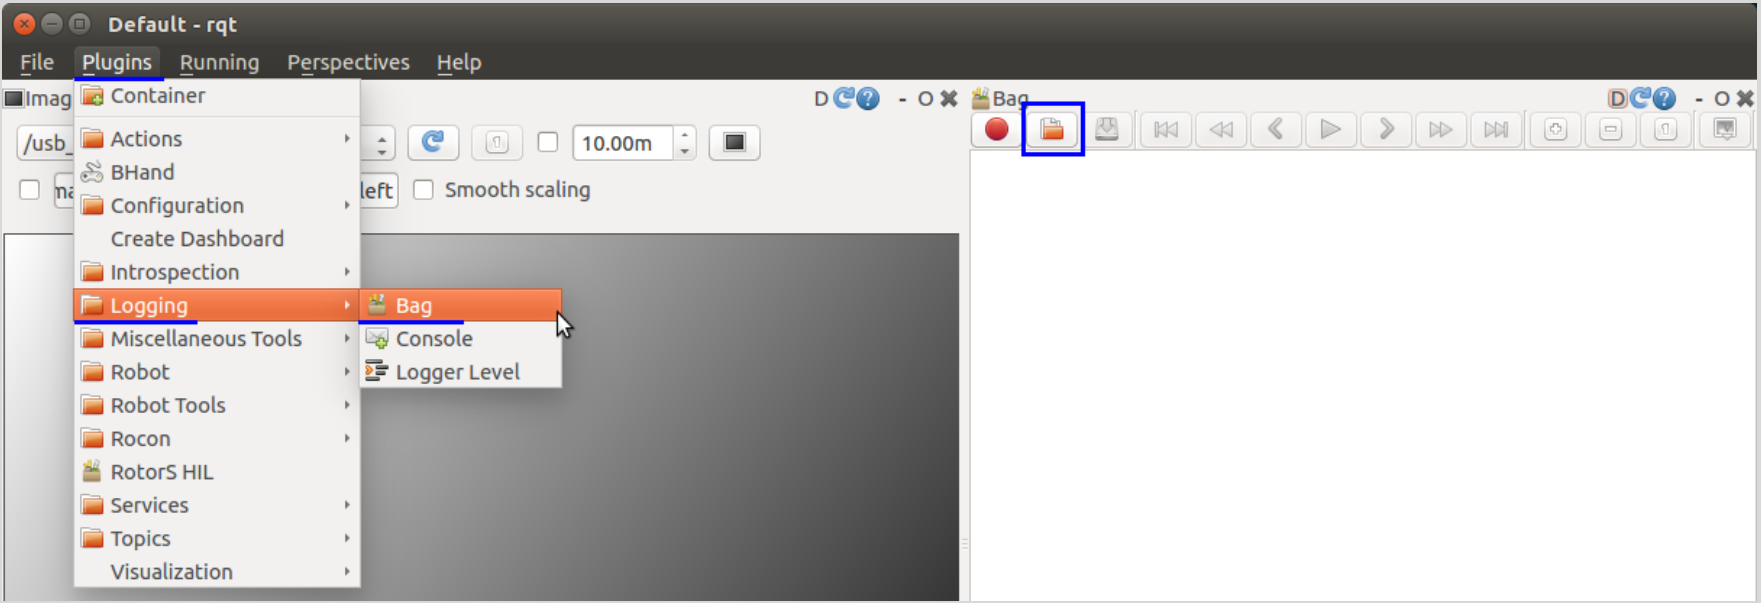 Default - rqt
File Plugins Running Perspectives Help
Imag
D ? - O
Bag
D ? - O
/usb_
10.00m
left
Smooth scaling
Container
Actions
BHand
Configuration
Create Dashboard
Introspection
Logging
Miscellaneous Tools
Robot
Robot Tools
Rocon
RotorS HIL
Services
Topics
Visualization
Bag
Console
Logger Level